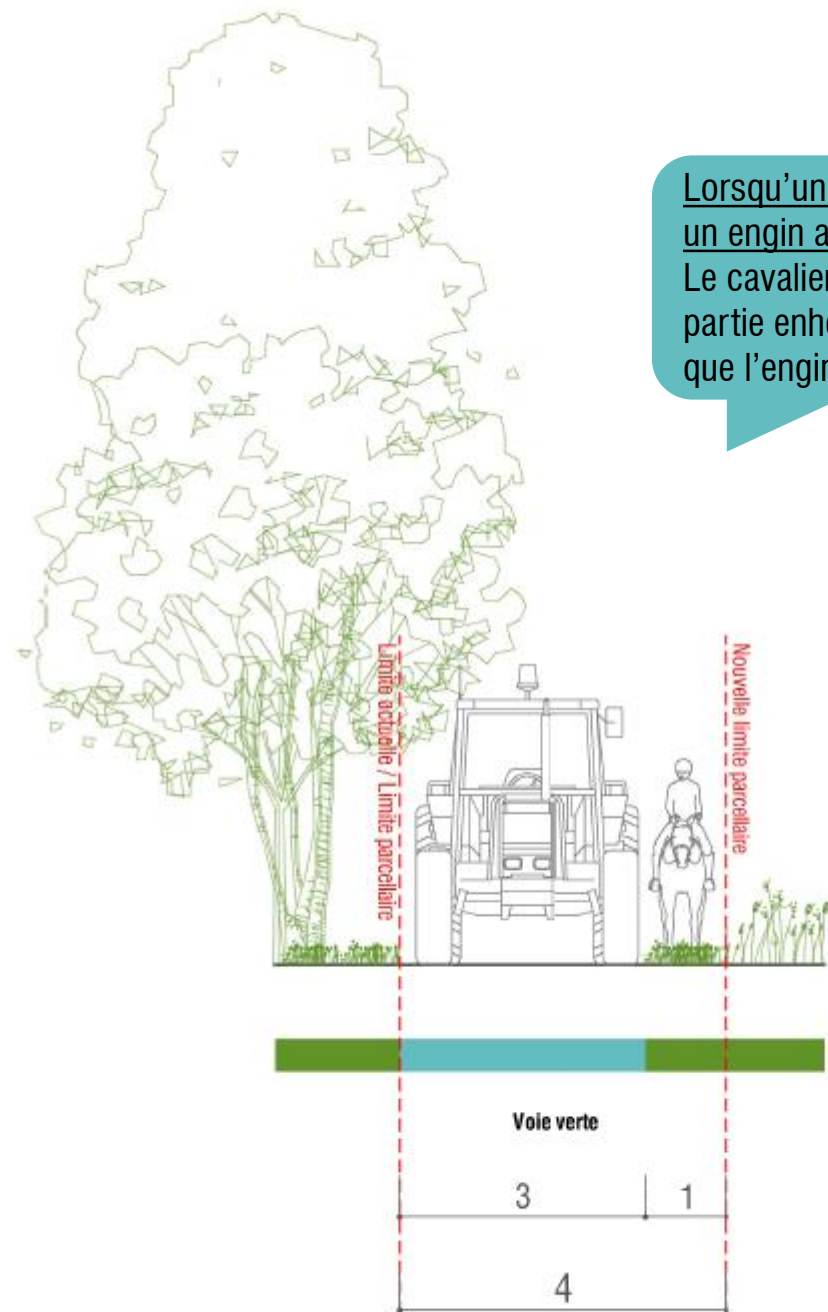 Lorsqu'un
un engin a
Le cavalier
partie enhe
que l'engin
Limite actuelle / Limite parcellaire
Nouvelle limite parcellaire
Voie verte
3
1
4